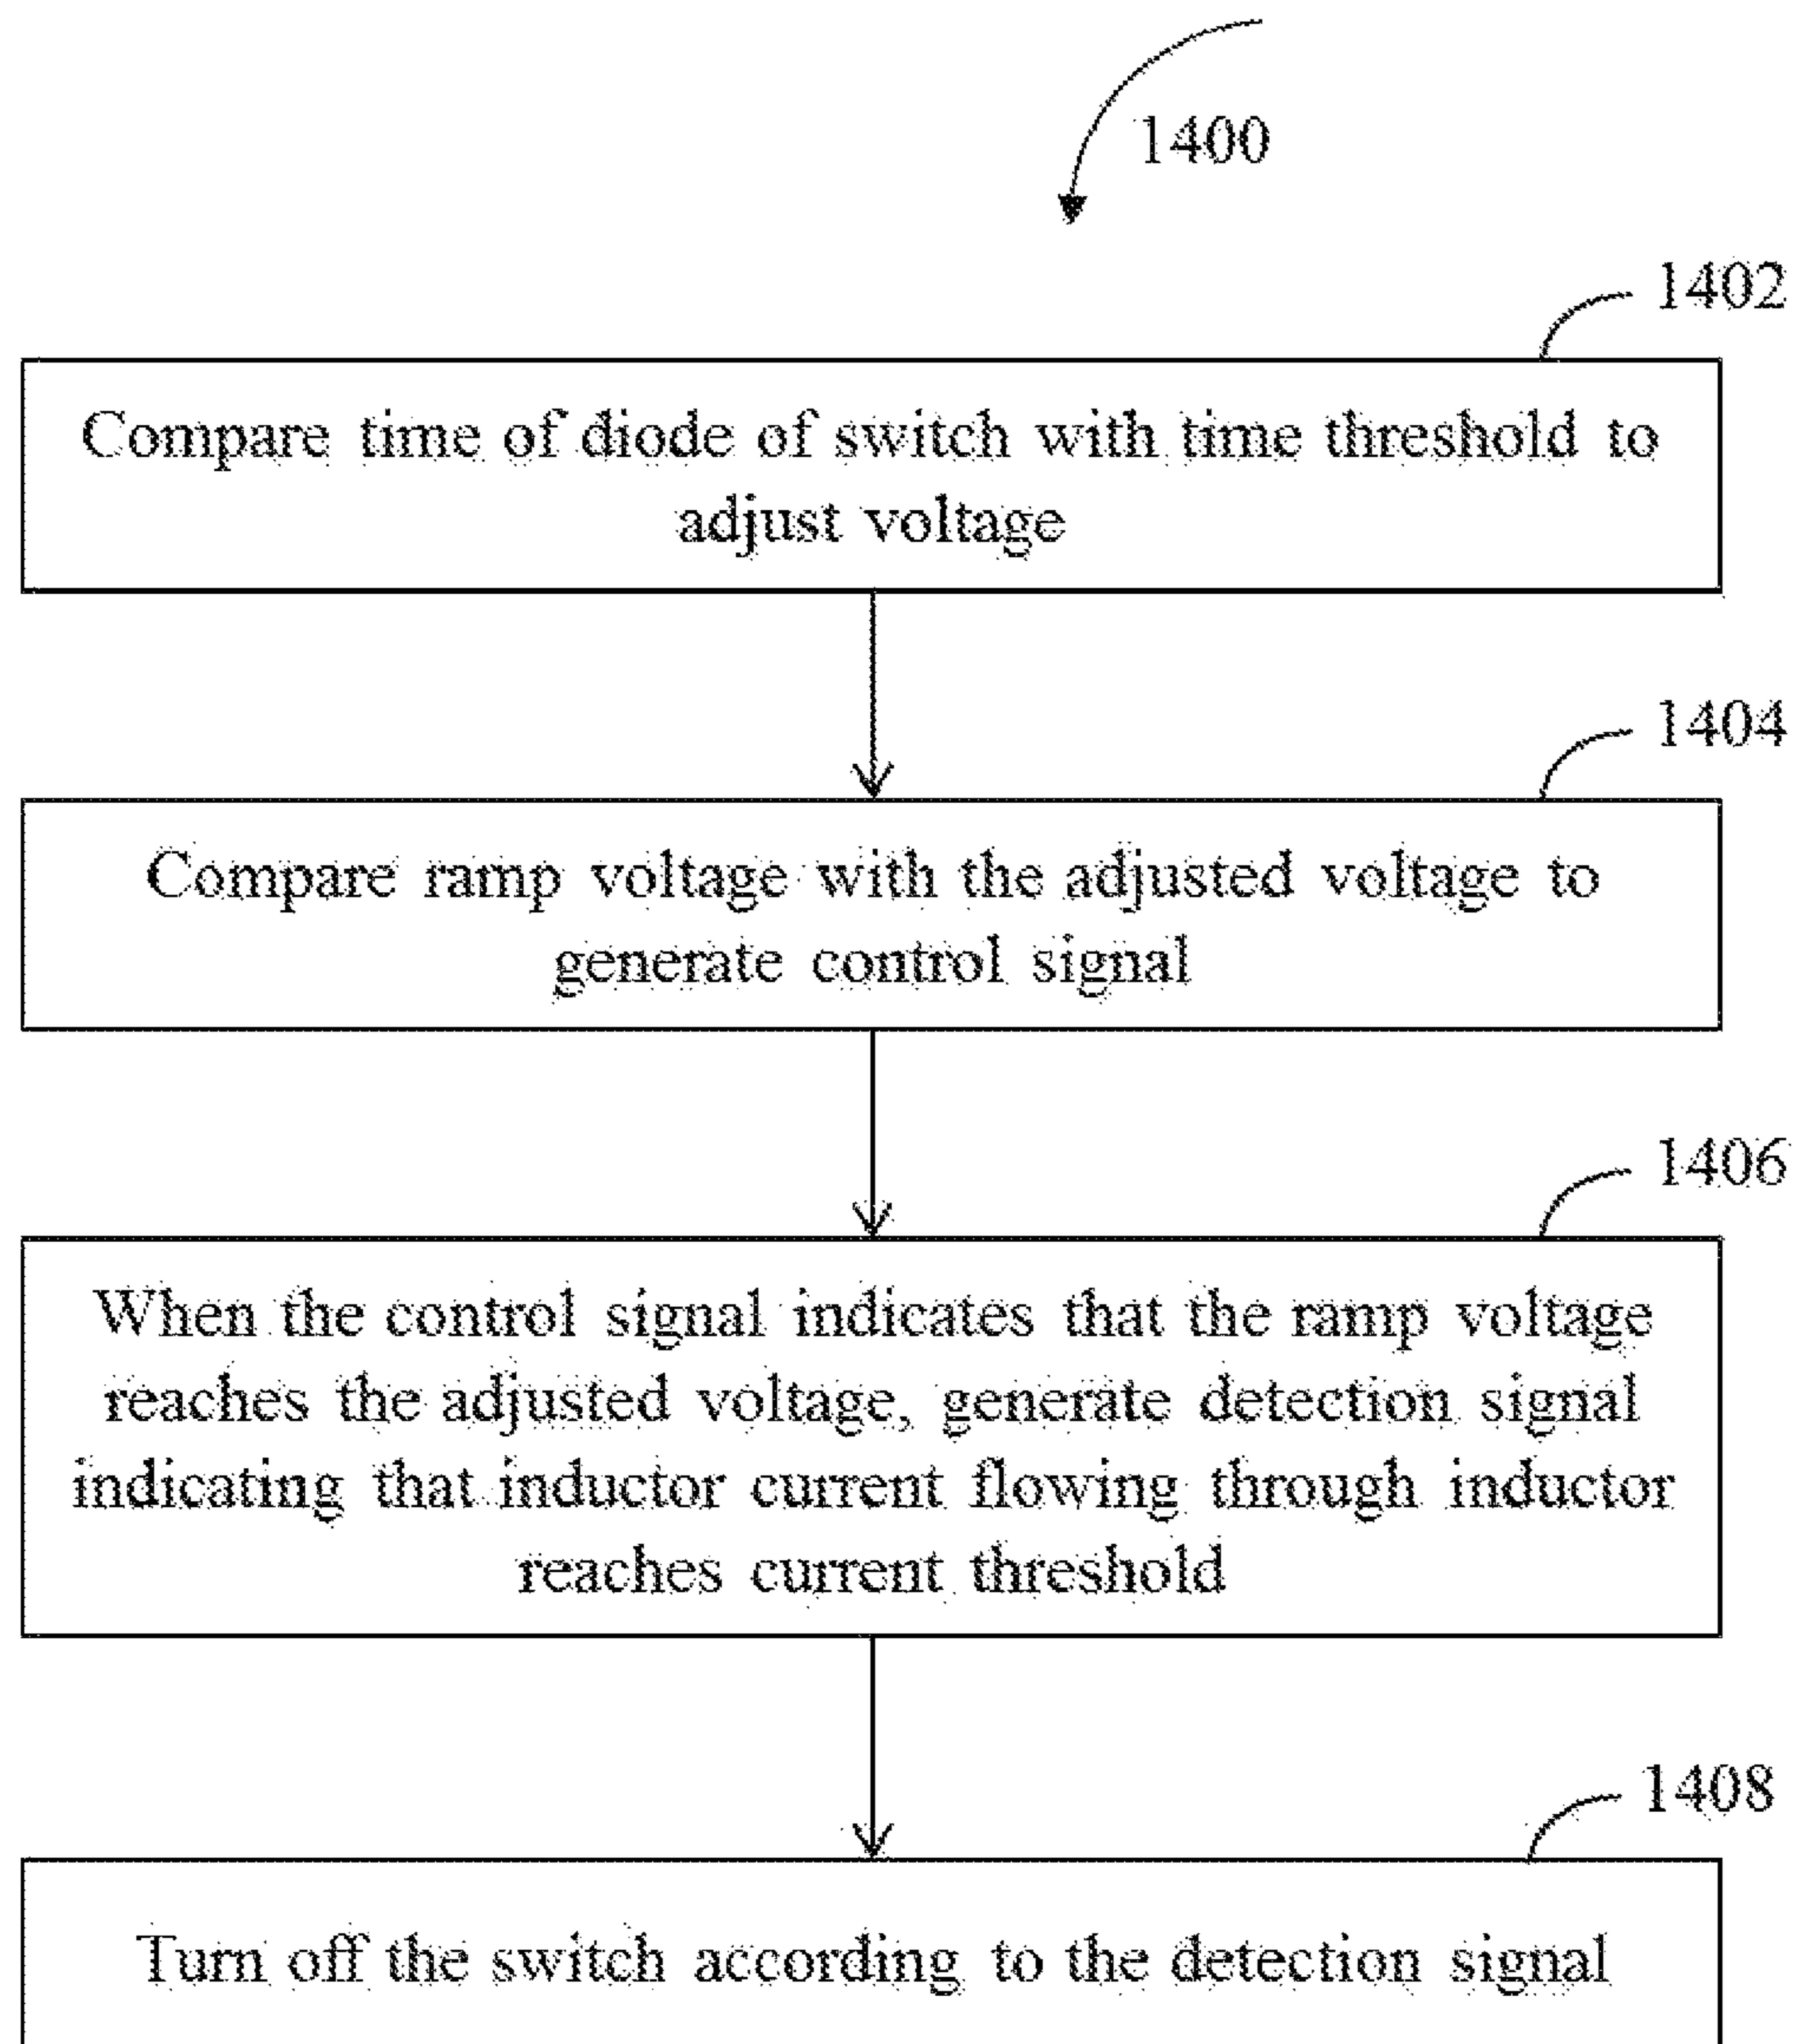 1400
1402
Compare time of diode of switch with time threshold to
adjust voltage
1404
Compare ramp voltage with the adjusted voltage to
generate control signal
1406
When the control signal indicates that the ramp voltage
reaches the adjusted voltage, generate detection signal
indicating that inductor current flowing through inductor
reaches current threshold
1408
Turn off the switch according to the detection signal